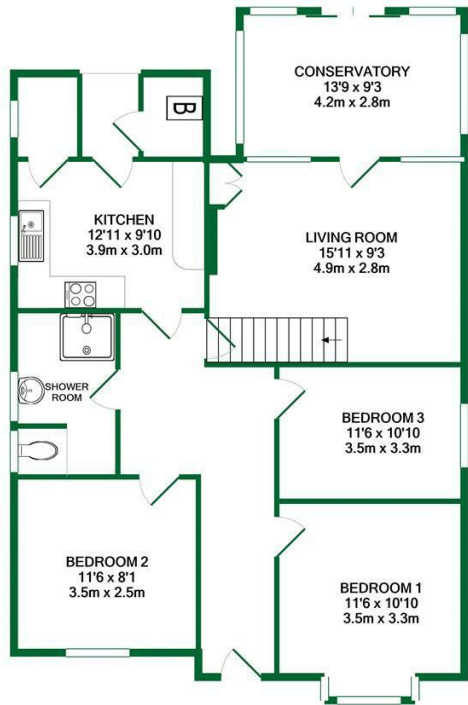 CONSERVATORY
13'9 x 9'3
4.2m x 2.8m
B
KITCHEN
12'11 x 9'10
3.9m x 3.0m
LIVING ROOM
15'11 x 9'3
4.9m x 2.8m
SHOWER
ROOM
BEDROOM 3
11'6 x 10'10
3.5m x 3.3m
BEDROOM 2
11'6 x 8'1
3.5m x 2.5m
BEDROOM 1
11'6 x 10'10
3.5m x 3.3m